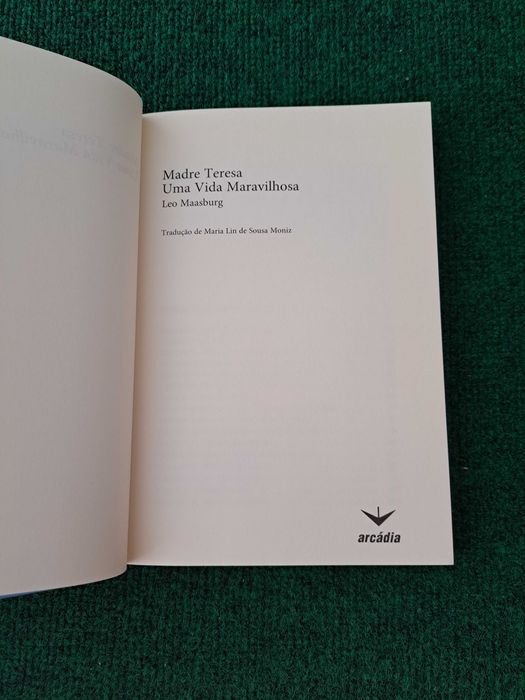 Madre Teresa
Uma Vida Maravilhosa
Leo Maasburg
Tradução de Maria Lin de Sousa Moniz
arcádia